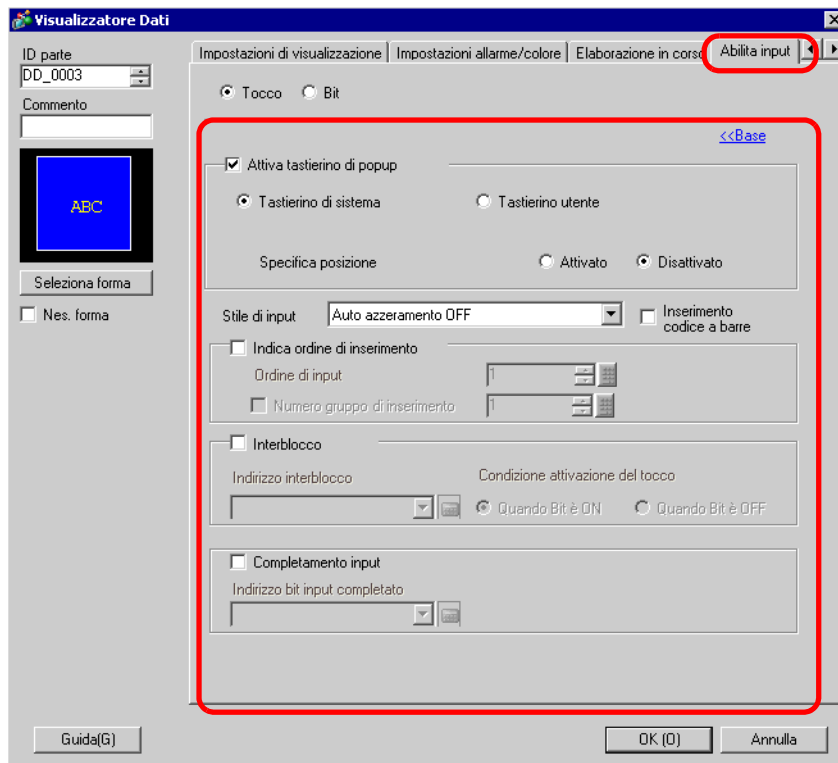 Visualizzatore Dati
ID parte
DD_0003
Commento
ABC
Seleziona forma
Nes. forma
Impostazioni di visualizzazione
Impostazioni allarme/colore
Elaborazione in corso
Abilita input
Tocco
Bit
<<Base
Attiva tastierino di popup
Tastierino di sistema
Tastierino utente
Specifica posizione
Attivato
Disattivato
Stile di input
Auto azzeramento OFF
Inserimento
codice a barre
Indica ordine di inserimento
Ordine di input
1
Numero gruppo di inserimento
1
Interblocco
Indirizzo interblocco
Condizione attivazione del tocco
Quando Bit è ON
Quando Bit è OFF
Completamento input
Indirizzo bit input completato
Guida(G)
OK (O)
Annulla